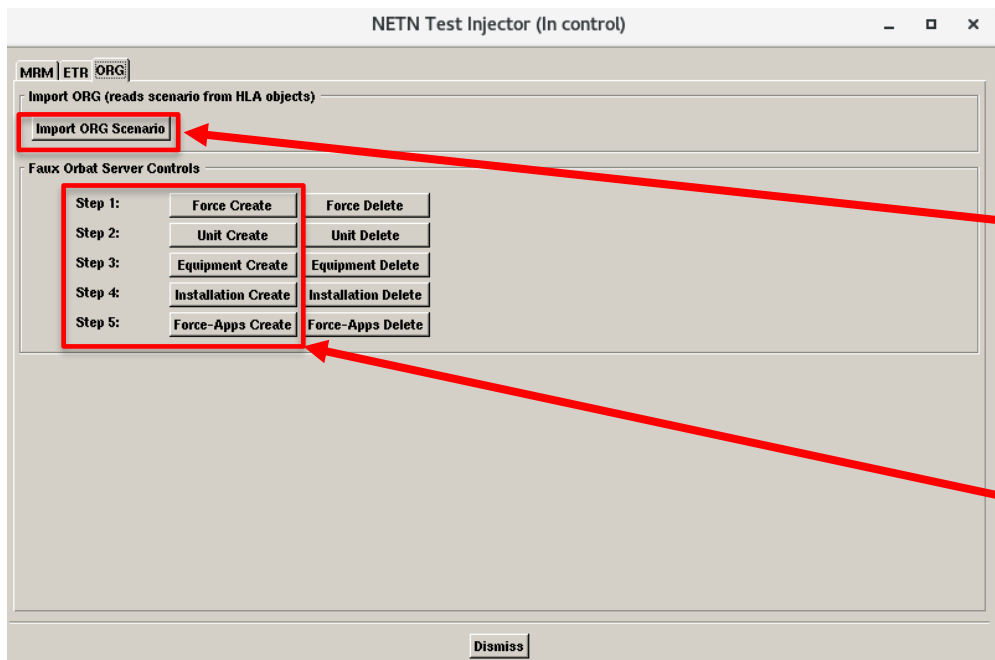 NETN Test Injector (In control)
MRM ETR ORG
Import ORG (reads scenario from HLA objects)
Import ORG Scenario
Faux Orbat Server Controls
Step 1: Force Create Force Delete
Step 2: Unit Create Unit Delete
Step 3: Equipment Create Equipment Delete
Step 4: Installation Create Installation Delete
Step 5: Force-Apps Create Force-Apps Delete
Dismiss